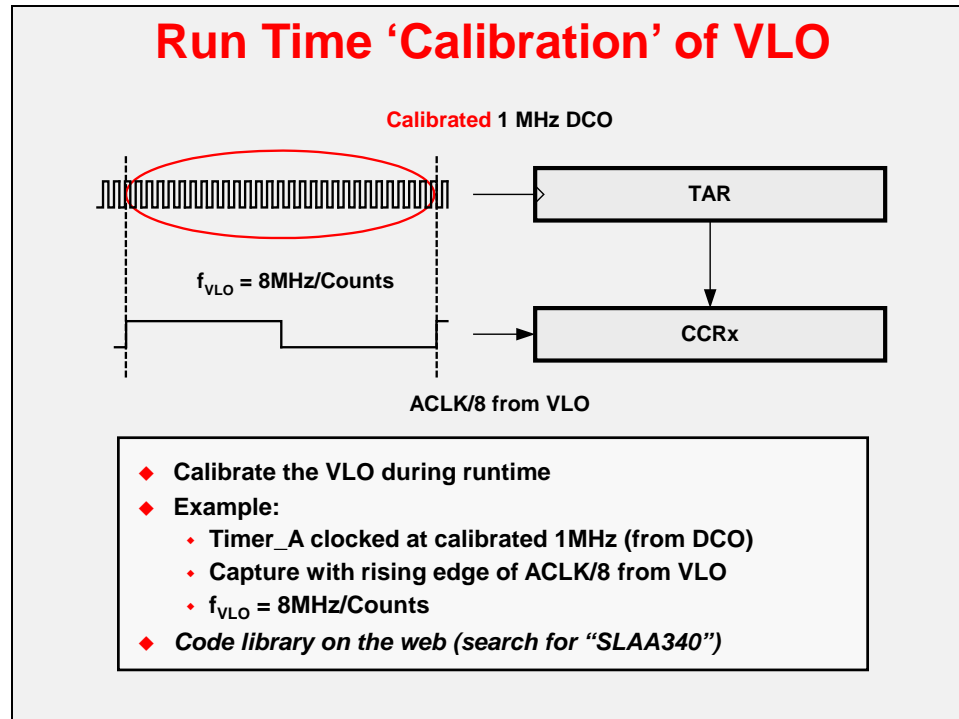 Run Time ‘Calibration’ of VLO
Calibrated 1 MHz DCO
TAR
fVLO = 8MHz/Counts
CCRx
ACLK/8 from VLO
◆ Calibrate the VLO during runtime
◆ Example:
◆ Timer_A clocked at calibrated 1MHz (from DCO)
◆ Capture with rising edge of ACLK/8 from VLO
◆ fVLO = 8MHz/Counts
◆ Code library on the web (search for “SLAA340”)